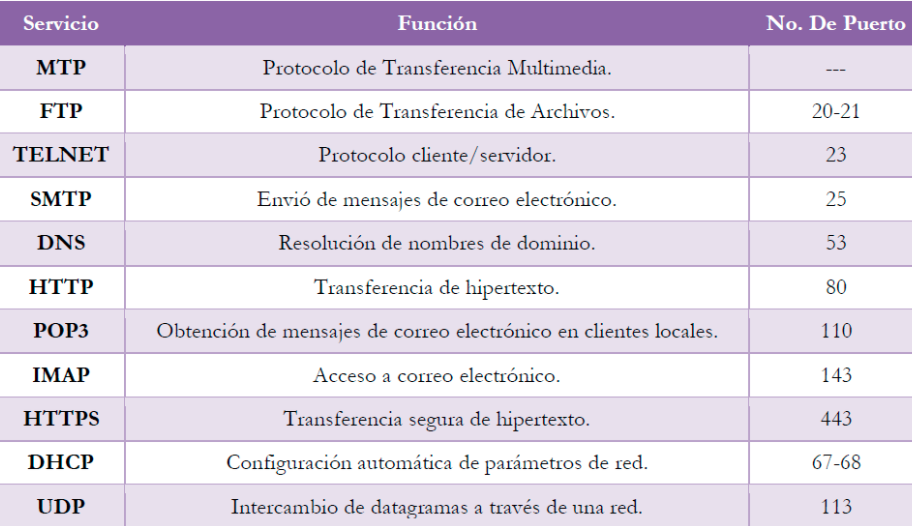 Servicio Función No. De Puerto
MTP Protocolo de Transferencia Multimedia. ---
FTP Protocolo de Transferencia de Archivos. 20-21
TELNET Protocolo cliente/servidor. 23
SMTP Envió de mensajes de correo electrónico. 25
DNS Resolución de nombres de dominio. 53
HTTP Transferencia de hipertexto. 80
POP3 Obtención de mensajes de correo electrónico en clientes locales. 110
IMAP Acceso a correo electrónico. 143
HTTPS Transferencia segura de hipertexto. 443
DHCP Configuración automática de parámetros de red. 67-68
UDP Intercambio de datagramas a través de una red. 113